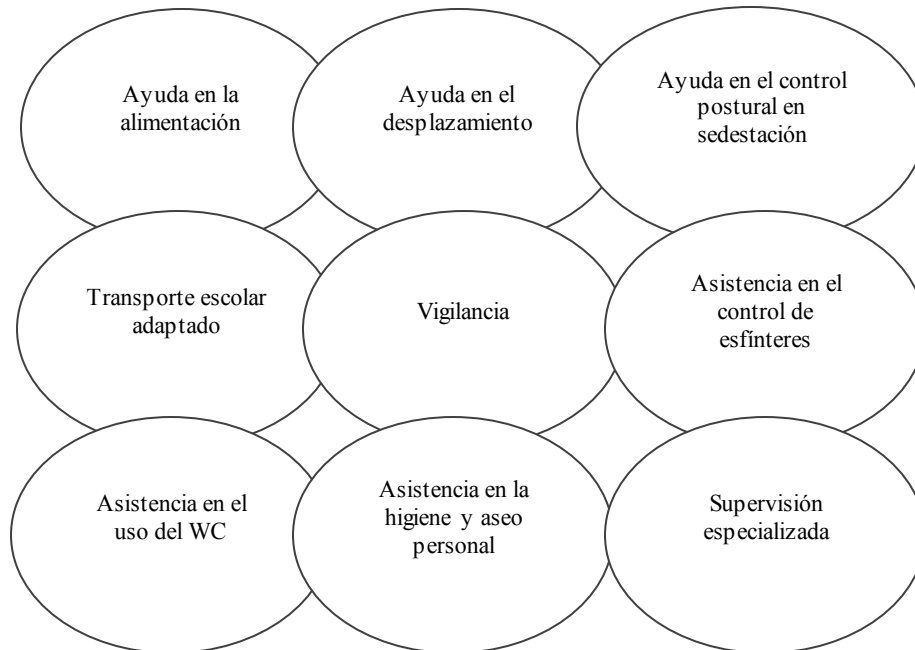 Ayuda en la
alimentación
Ayuda en el
desplazamiento
Ayuda en el control
postural en
sedestación
Transporte escolar
adaptado
Vigilancia
Asistencia en el
control de
esfínteres
Asistencia en el
uso del WC
Asistencia en la
higiene y aseo
personal
Supervisión
especializada